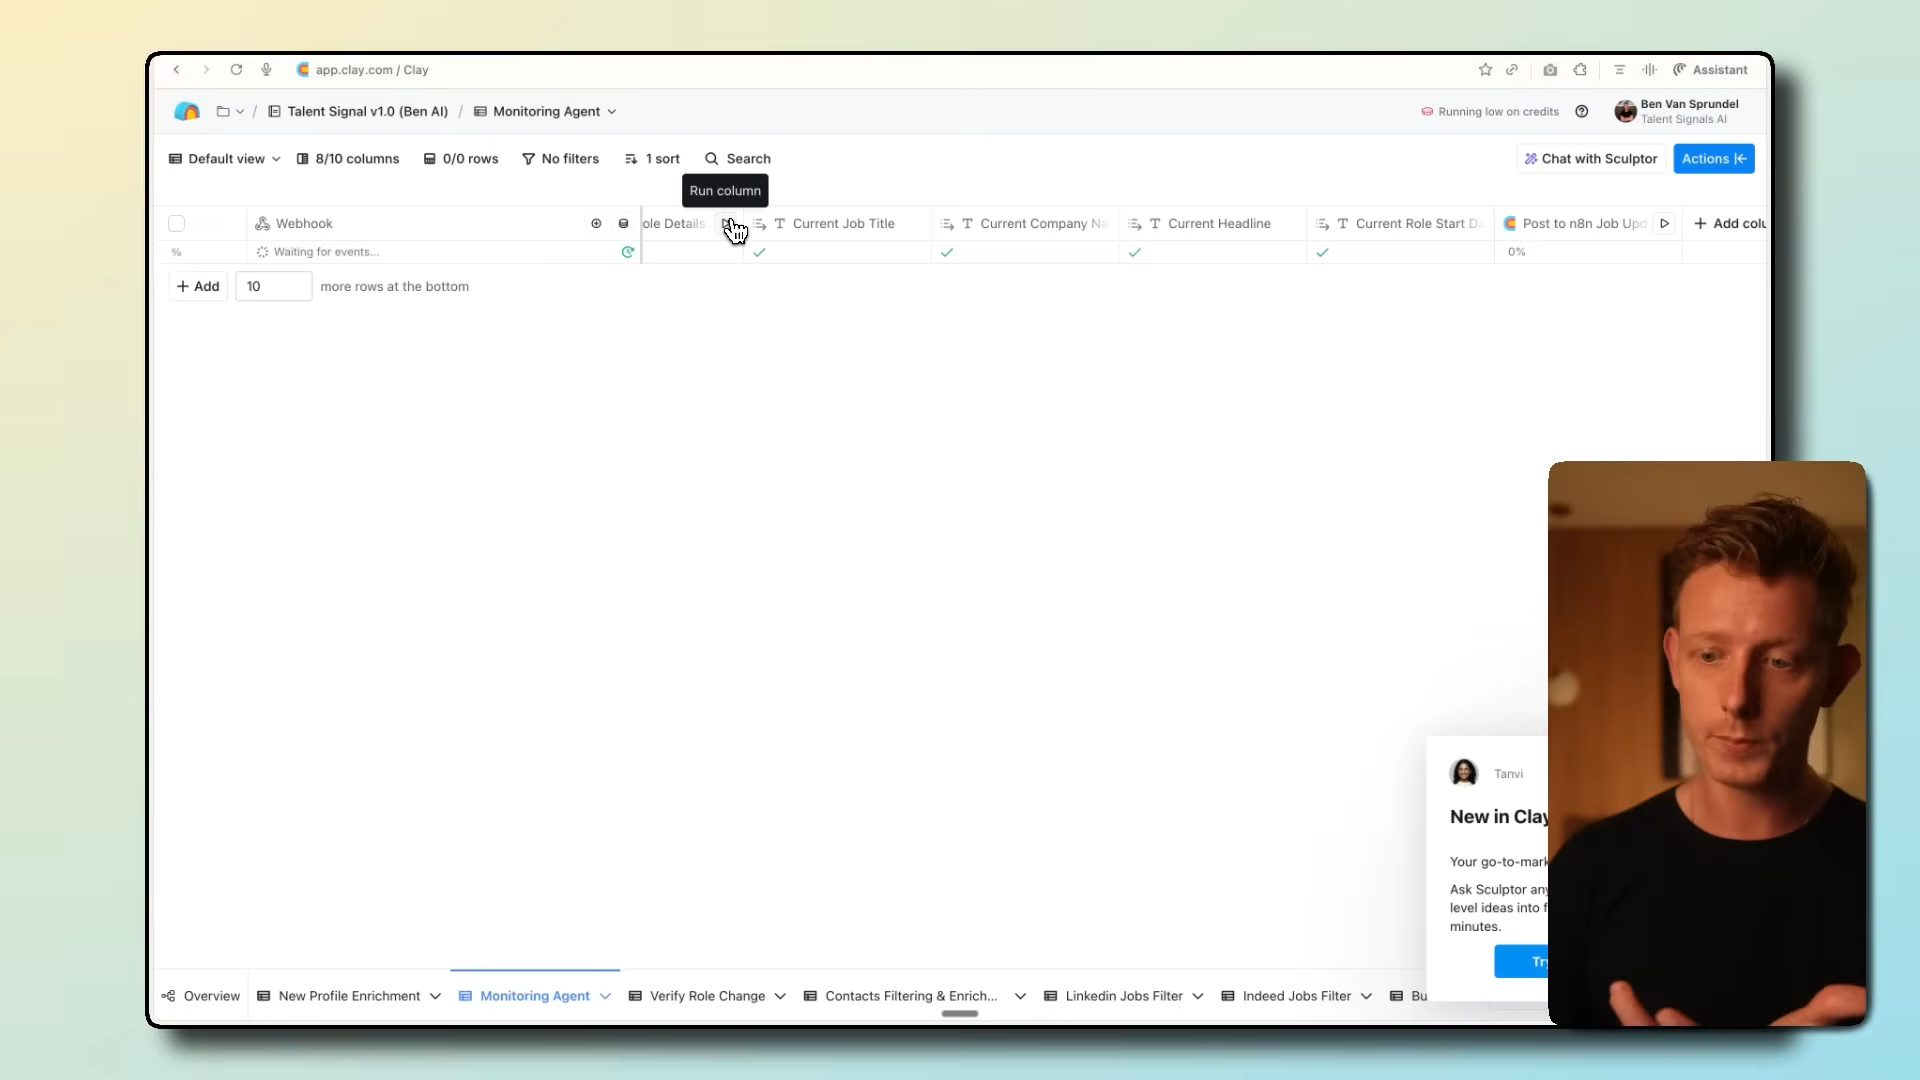 app.clay.com / Clay
Assistant
/ Talent Signal v1.0 (Ben AI) / Monitoring Agent
Running low on credits
Ben Van Sprundel
Talent Signals AI
Default view
8/10 columns
0/0 rows
No filters
1 sort
Search
Chat with Sculptor
Actions
Run column
Webhook
ole Details
Current Job Title
Current Company Na
Current Headline
Current Role Start Da
Post to n8n Job Upd
+ Add colu
%
Waiting for events...
0%
+ Add
10
more rows at the bottom
Tanvi
New in Clay
Your go-to-mark
Ask Sculptor any
level ideas into f
minutes.
Try
Overview
New Profile Enrichment
Monitoring Agent
Verify Role Change
Contacts Filtering & Enrich...
Linkedin Jobs Filter
Indeed Jobs Filter
Bu